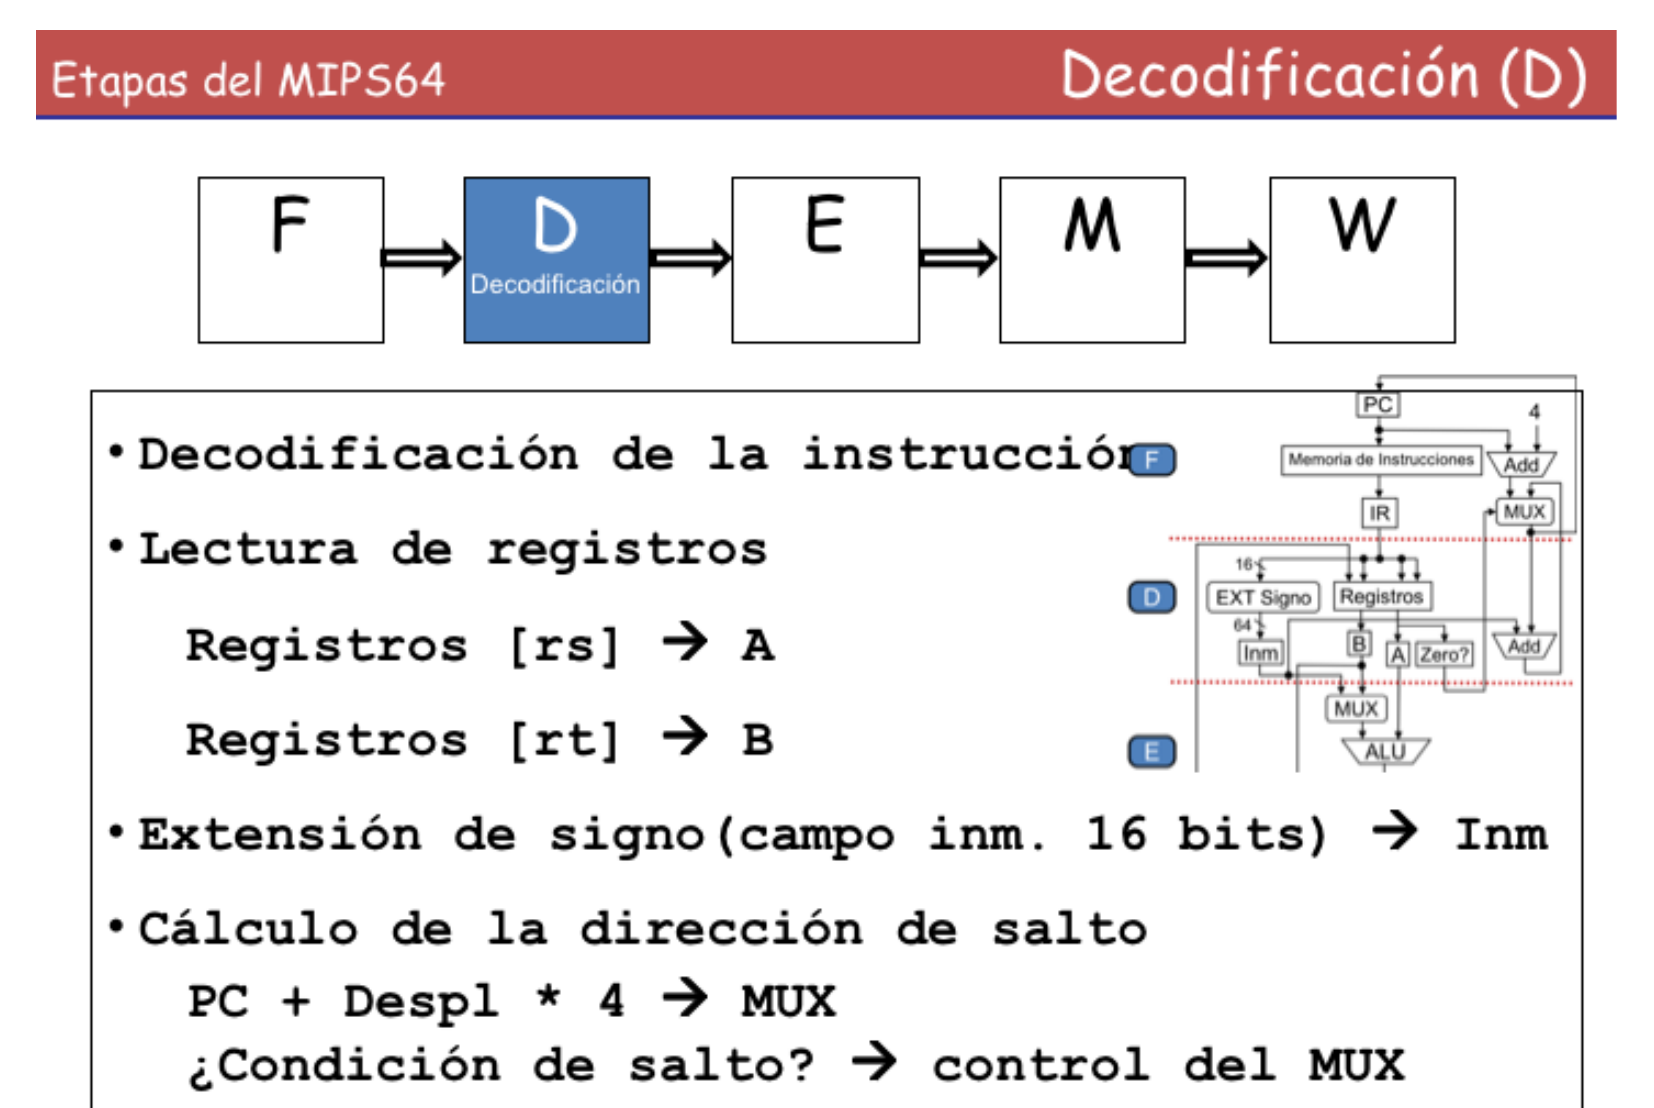 Etapas del MIPS64
Decodificación (D)
F
D
E
M
W
Decodificación
• Decodificación de la instrucción
• Lectura de registros
Registros [rs] → A
Registros [rt] → B
• Extensión de signo(campo inm. 16 bits) → Inm
• Cálculo de la dirección de salto
PC + Despl * 4 → MUX
¿Condición de salto? → control del MUX
PC
4
F
Memoria de Instrucciones
Add
IR
MUX
16
D
EXT Signo
Registros
64
Inm
B
A
Zero?
Add
MUX
E
ALU